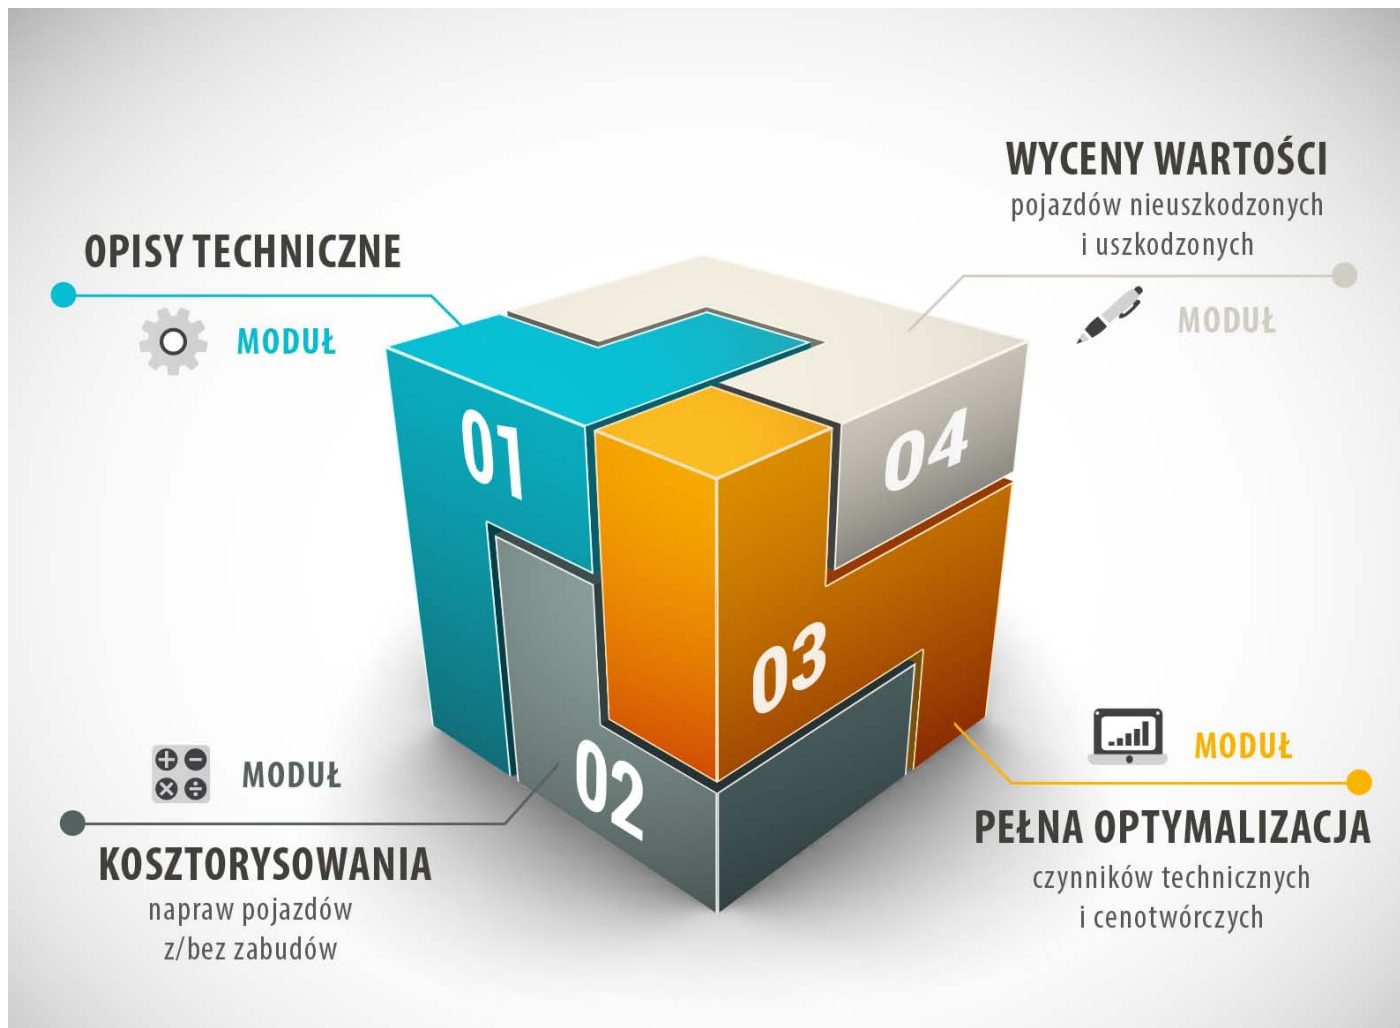 OPISY TECHNICZNE
MODUŁ
WYCENY WARTOŚCI
pojazdów nieuszkodzonych
i uszkodzonych
MODUŁ
01
04
03
02
MODUŁ
KOSZTORYSOWANIA
napraw pojazdów
z/bez zabudów
MODUŁ
PEŁNA OPTYMALIZACJA
czynników technicznych
i cenotwórczych